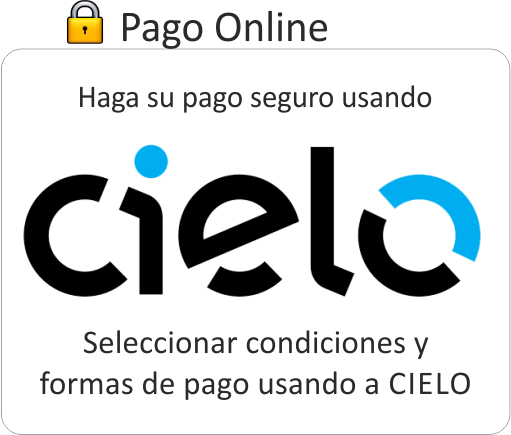 Pago Online
Haga su pago seguro usando
cielo
Seleccionar condiciones y
formas de pago usando a CIELO